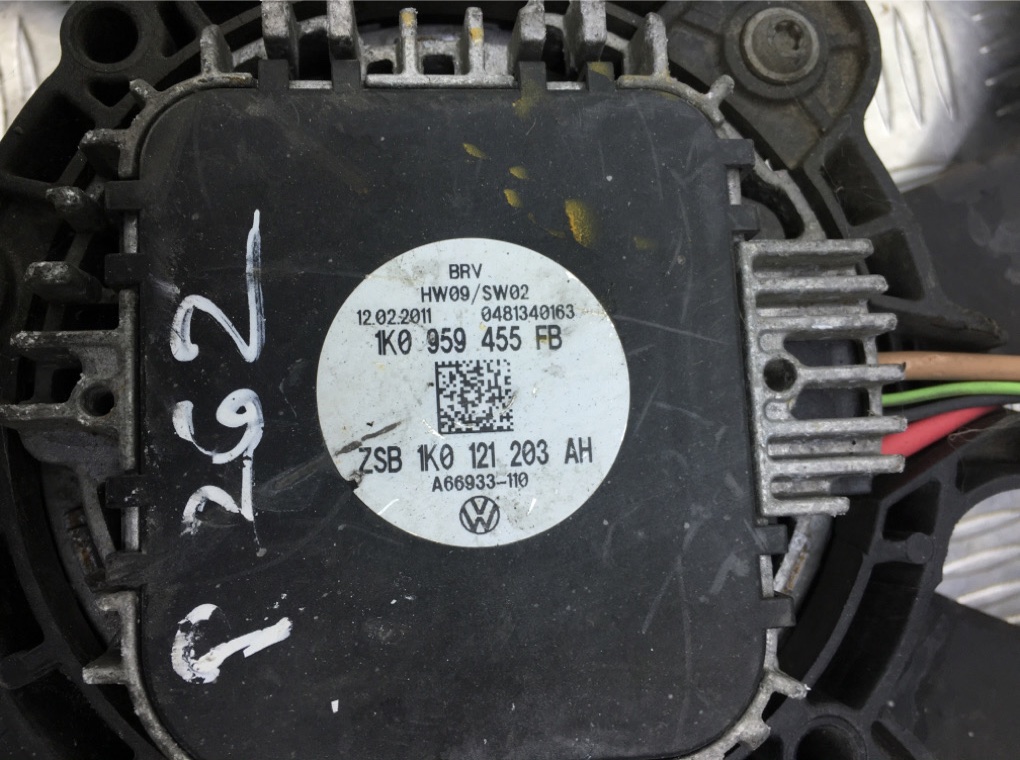 BRV
HW09/SW02
12.02.2011 0481340163
1K0 959 455 FB
ZSB 1K0 121 203 AH
A66933-110